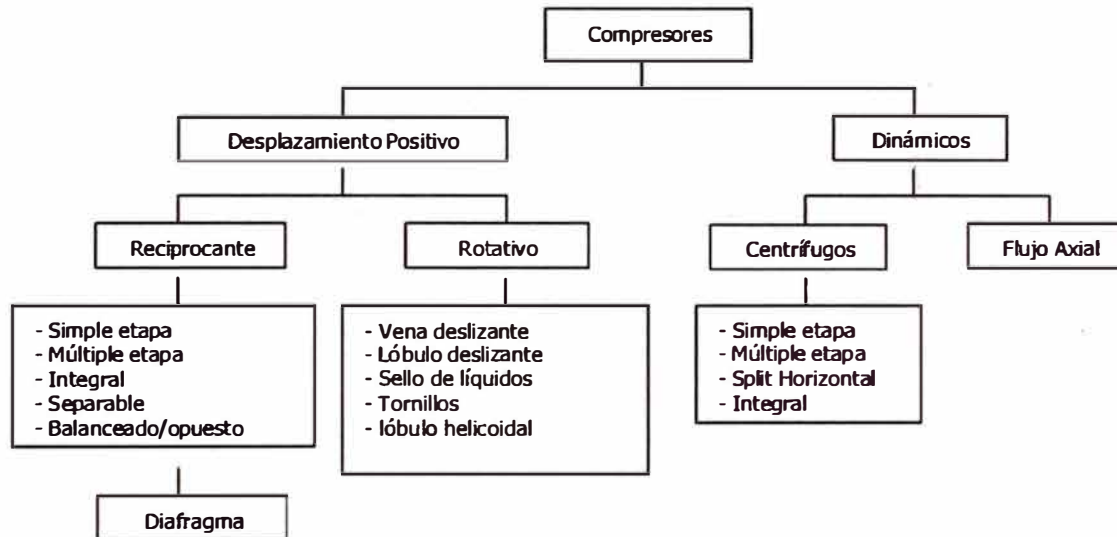 Compresores
Desplazamiento Positivo
Dinámicos
Reciprocante
Rotativo
Centrífugos
Flujo Axial
- Simple etapa
- Múltiple etapa
- Integral
- Separable
- Balanceado/opuesto
- Vena deslizante
- Lóbulo deslizante
- Sello de líquidos
- Tornillos
- lóbulo helicoidal
- Simple etapa
- Múltiple etapa
- Split Horizontal
- Integral
Diafragma